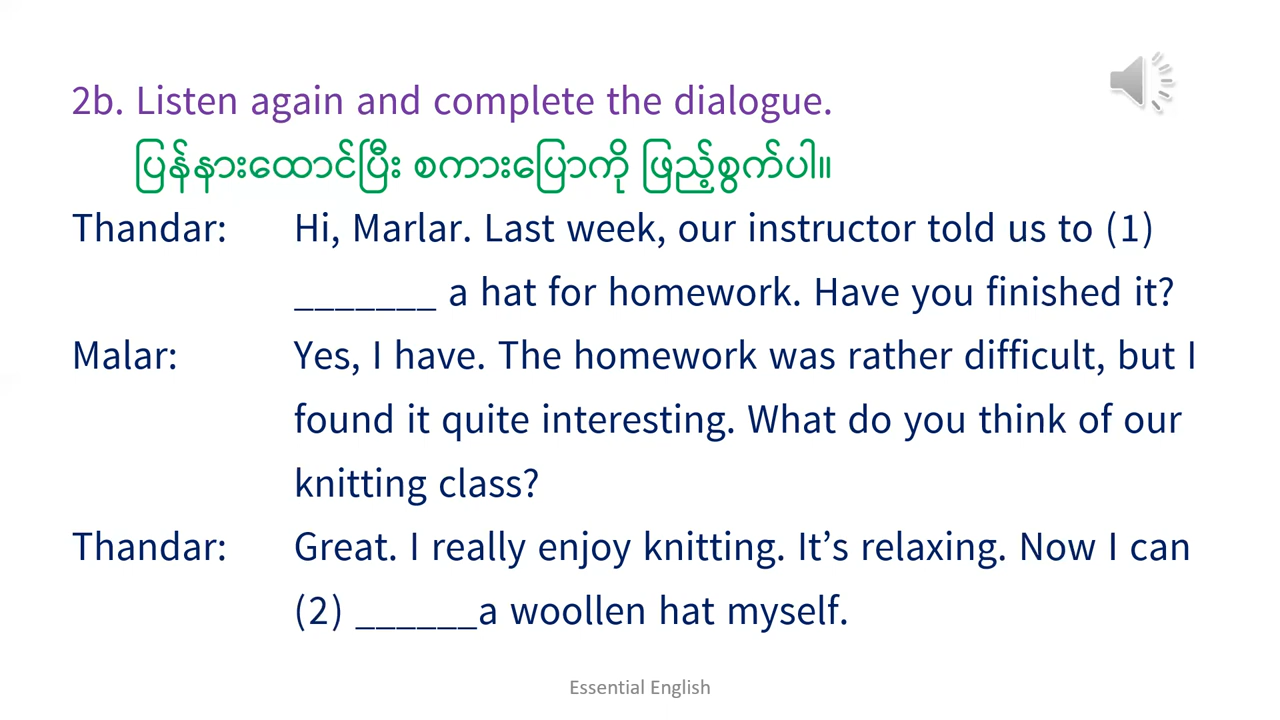 2b. Listen again and complete the dialogue.
ပြန်နားထောင်ပြီး စကားပြောကို ဖြည့်စွက်ပါ။
Thandar: Hi, Marlar. Last week, our instructor told us to (1)
_______ a hat for homework. Have you finished it?
Malar: Yes, I have. The homework was rather difficult, but I
found it quite interesting. What do you think of our
knitting class?
Thandar: Great. I really enjoy knitting. It’s relaxing. Now I can
(2) ______a woollen hat myself.
Essential English